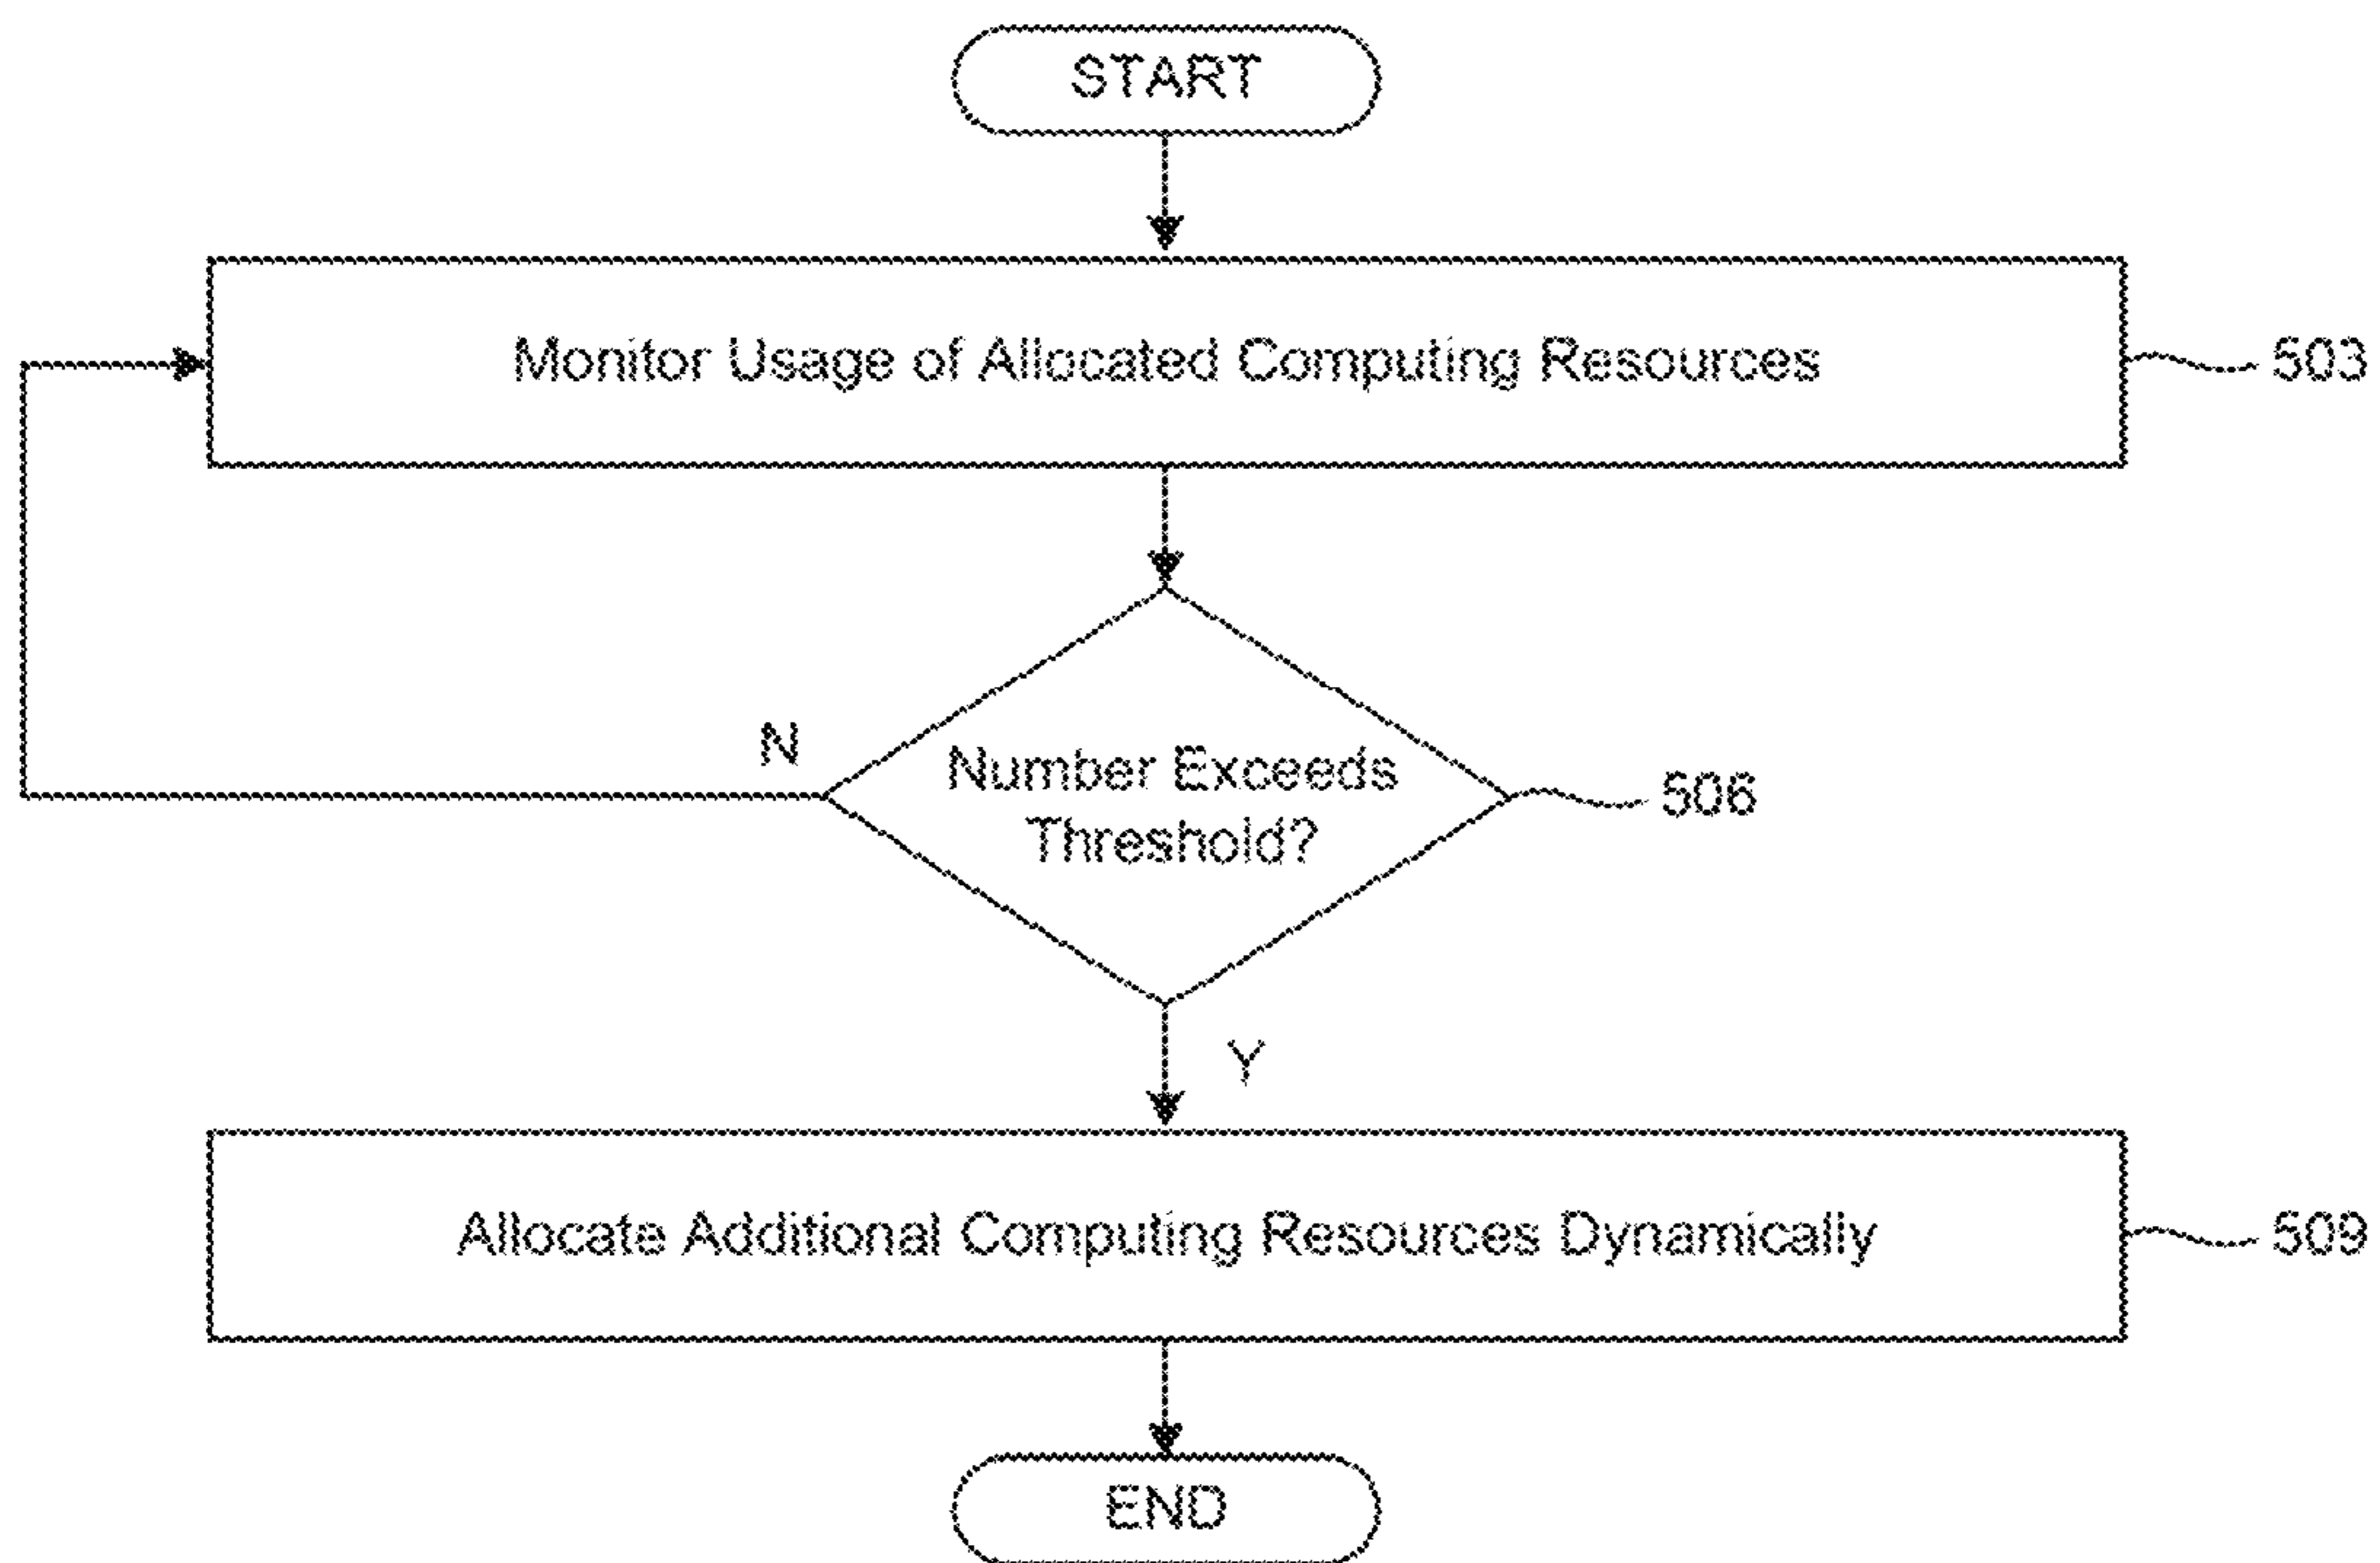 START
Monitor Usage of Allocated Computing Resources
503
N
Number Exceeds
Threshold?
506
Y
Allocate Additional Computing Resources Dynamically
509
END